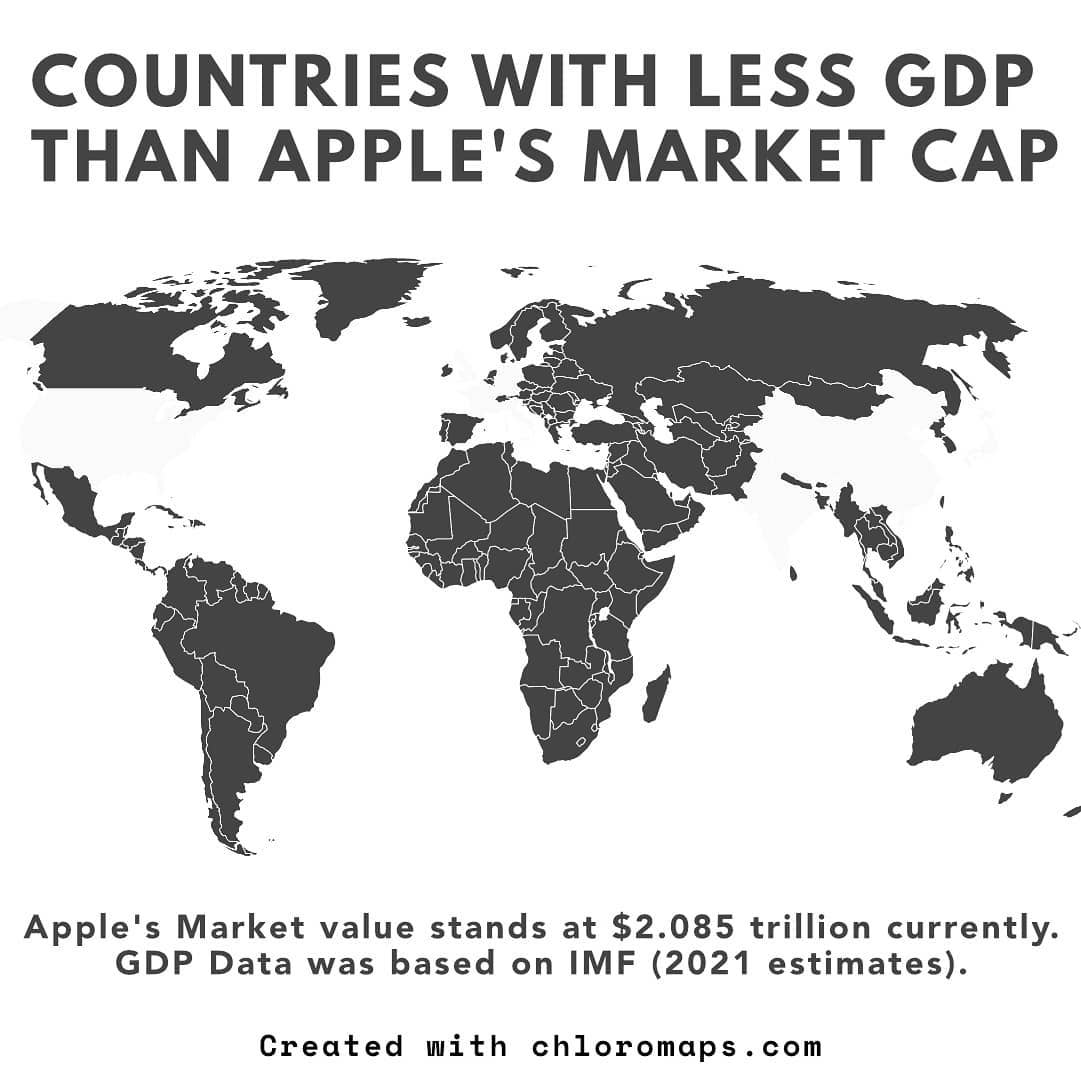 COUNTRIES WITH LESS GDP
THAN APPLE'S MARKET CAP
Apple's Market value stands at $2.085 trillion currently.
GDP Data was based on IMF (2021 estimates).
Created with chloromaps.com